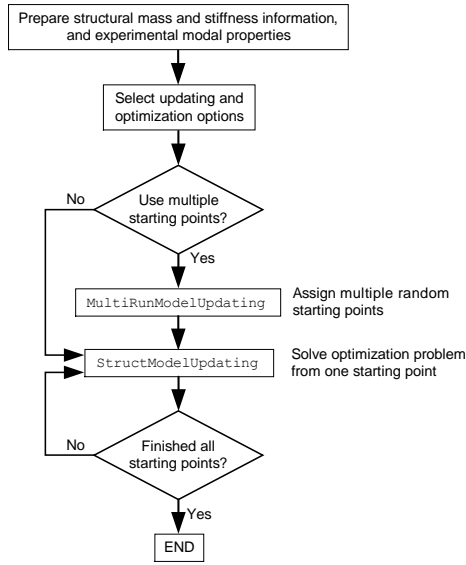 Prepare structural mass and stiffness information,
and experimental modal properties
Select updating and
optimization options
No
Use multiple
starting points?
Yes
MultiRunModelUpdating
Assign multiple random
starting points
StructModelUpdating
Solve optimization problem
from one starting point
No
Finished all
starting points?
Yes
END